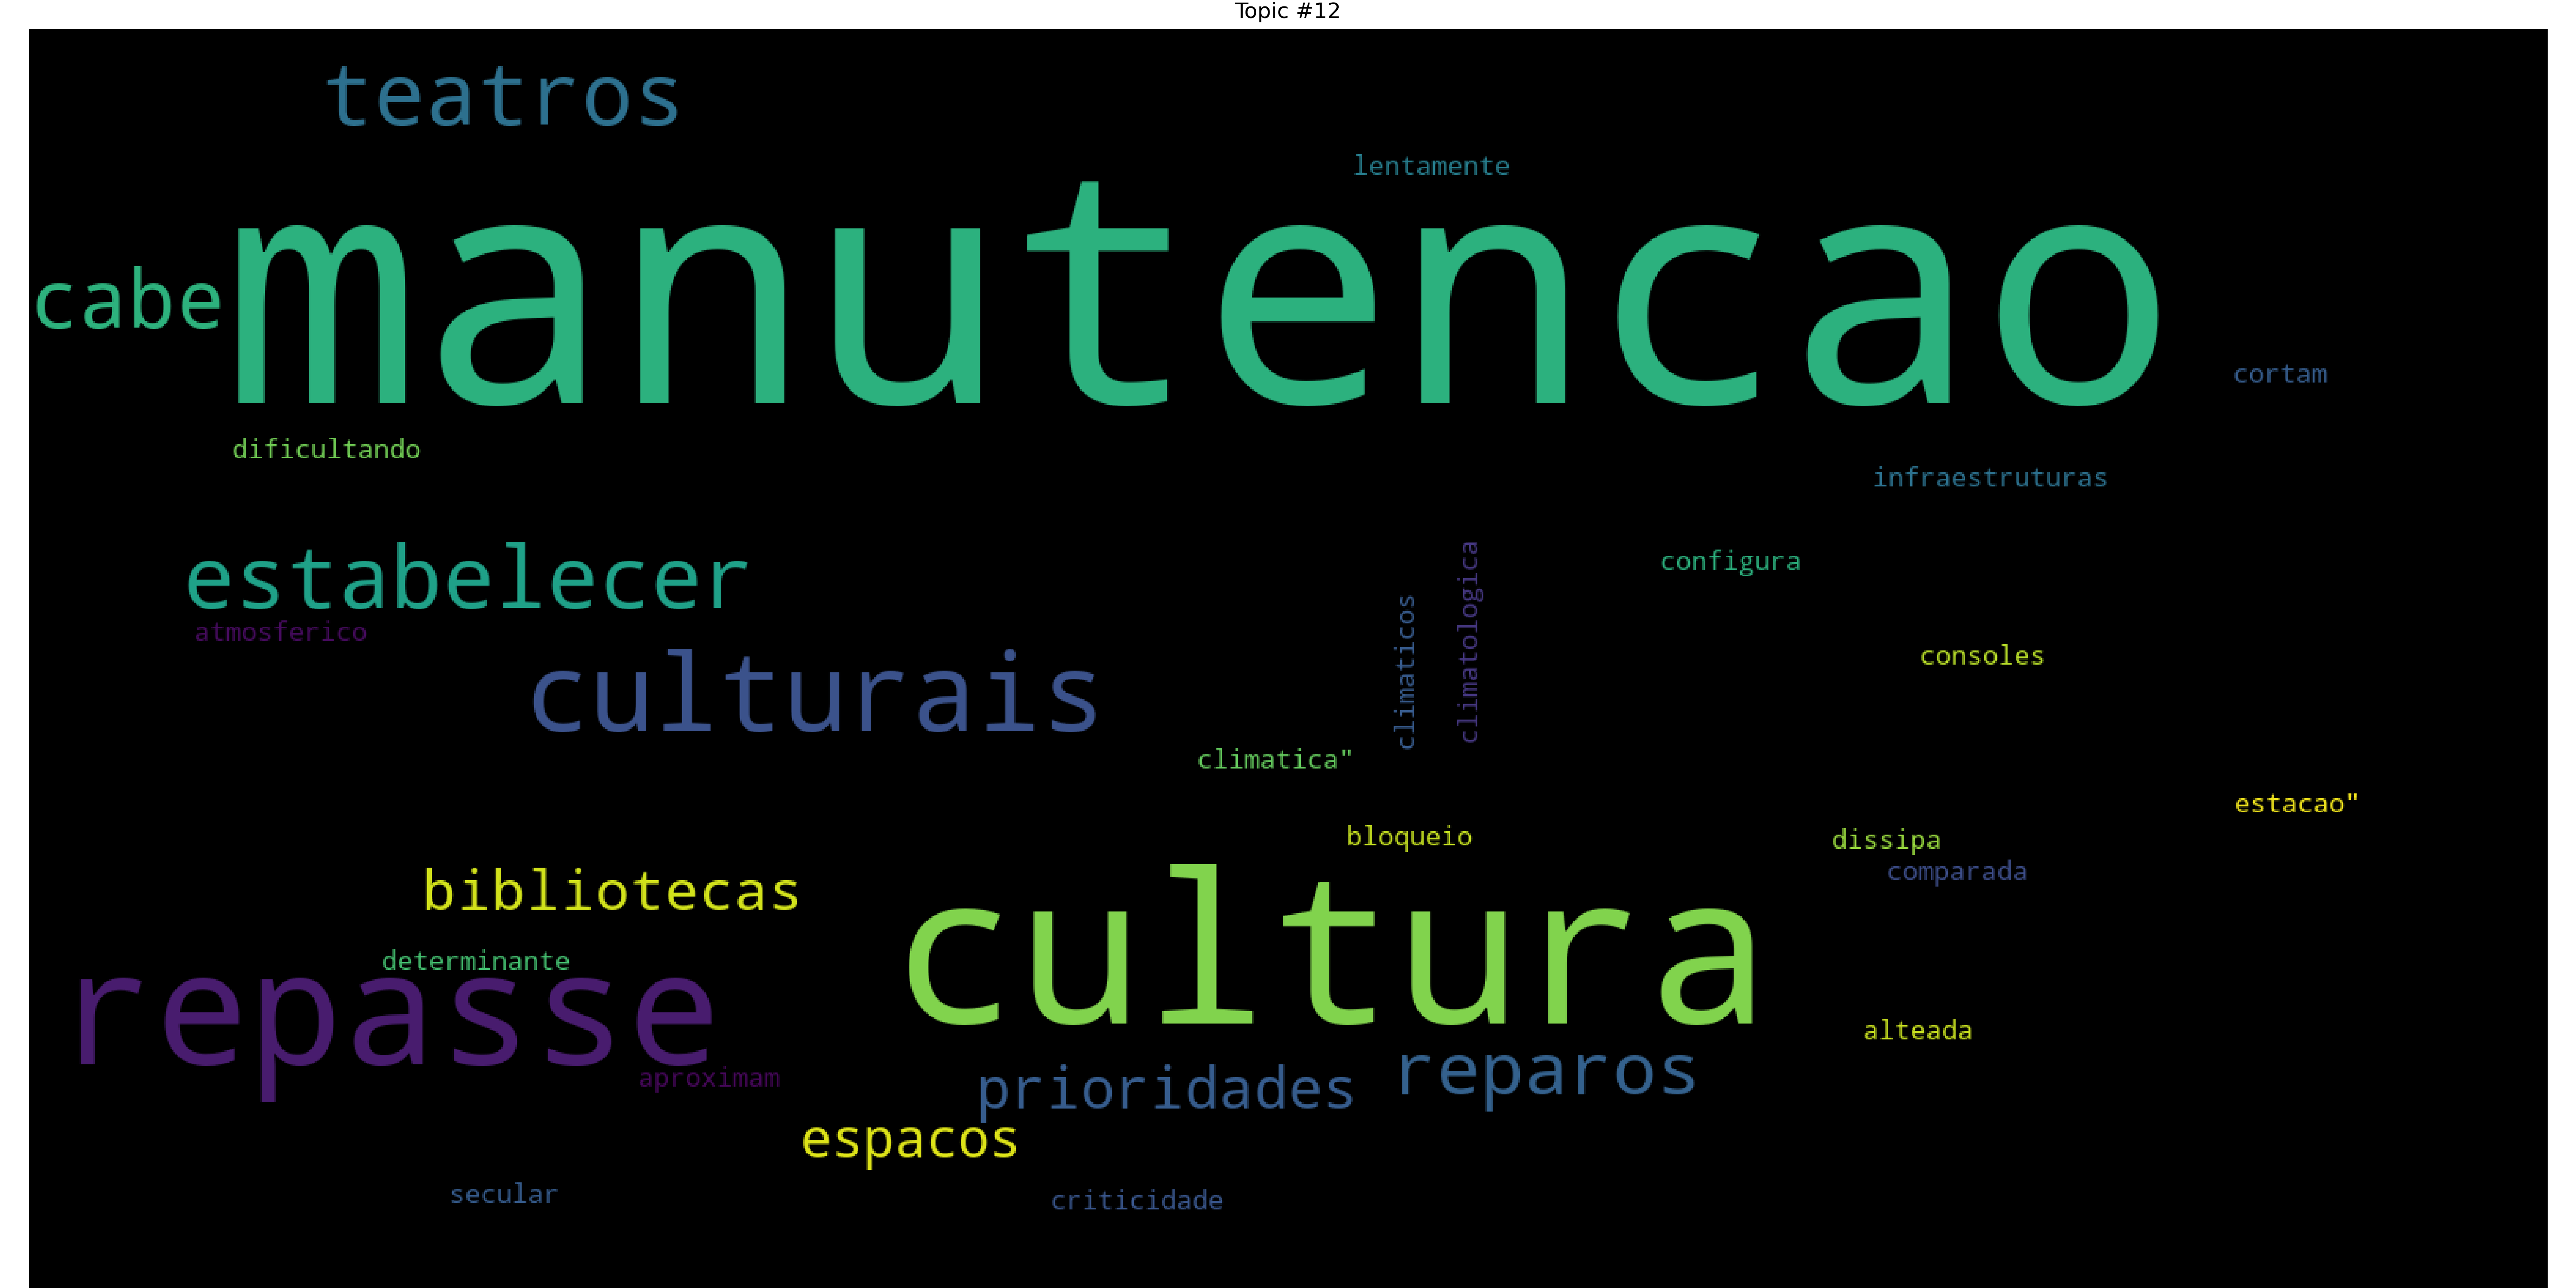 Topic #12
teatros
lentamente
manutencao
cabe
cortam
dificultando
infraestruturas
estabelecer
configura
climatologica
climaticos
atmosferico
consoles
culturais
climatica"
estacao"
bloqueio
dissipa
comparada
bibliotecas
cultura
determinante
repasse
alteada
aproximam
prioridades
reparos
espacos
secular
criticidade